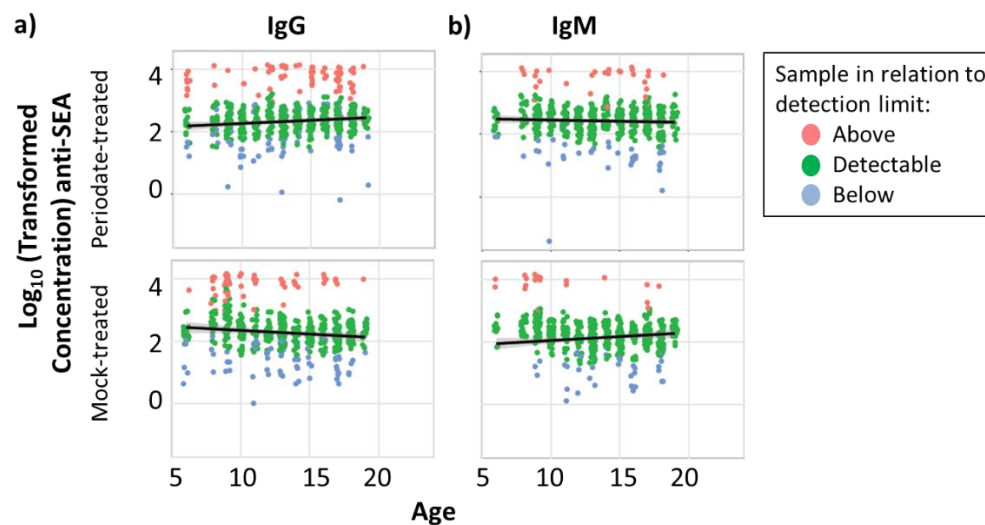 a)
IgG
b)
IgM
Log₁₀ (Transformed
Concentration) anti-SEA
Periodate-treated
4
2
0
Mock-treated
4
2
0
5 10 15 20
5 10 15 20
Age
Sample in relation to
detection limit:
Above
Detectable
Below